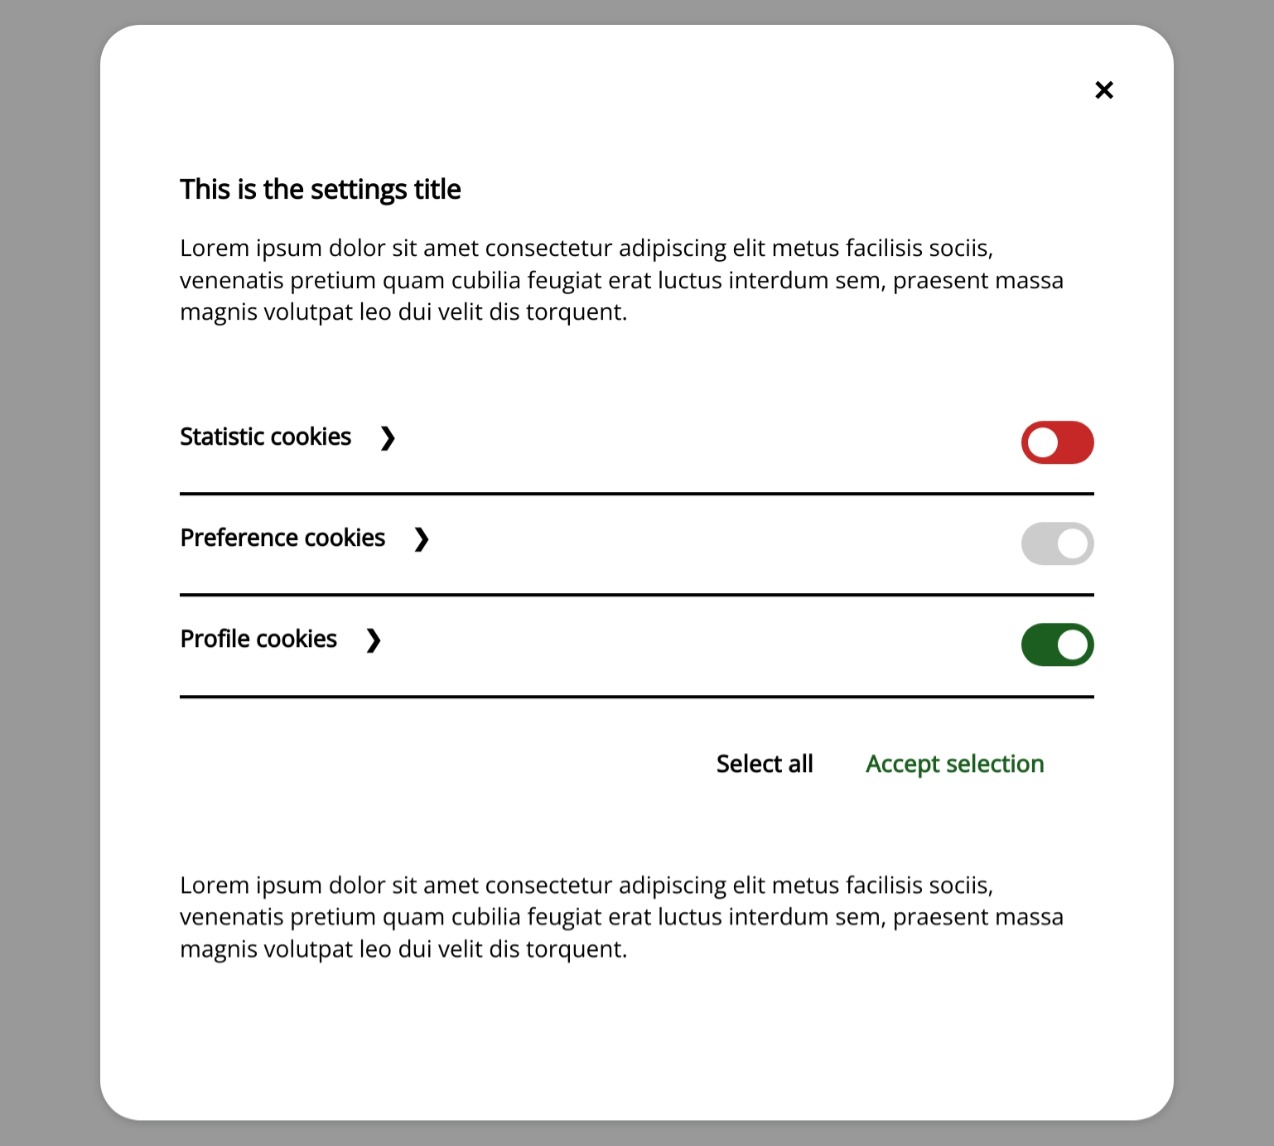 This is the settings title
Lorem ipsum dolor sit amet consectetur adipiscing elit metus facilisis sociis,
venenatis pretium quam cubilia feugiat erat luctus interdum sem, praesent massa
magnis volutpat leo dui velit dis torquent.
Statistic cookies
Preference cookies
Profile cookies
Select all Accept selection
Lorem ipsum dolor sit amet consectetur adipiscing elit metus facilisis sociis,
venenatis pretium quam cubilia feugiat erat luctus interdum sem, praesent massa
magnis volutpat leo dui velit dis torquent.